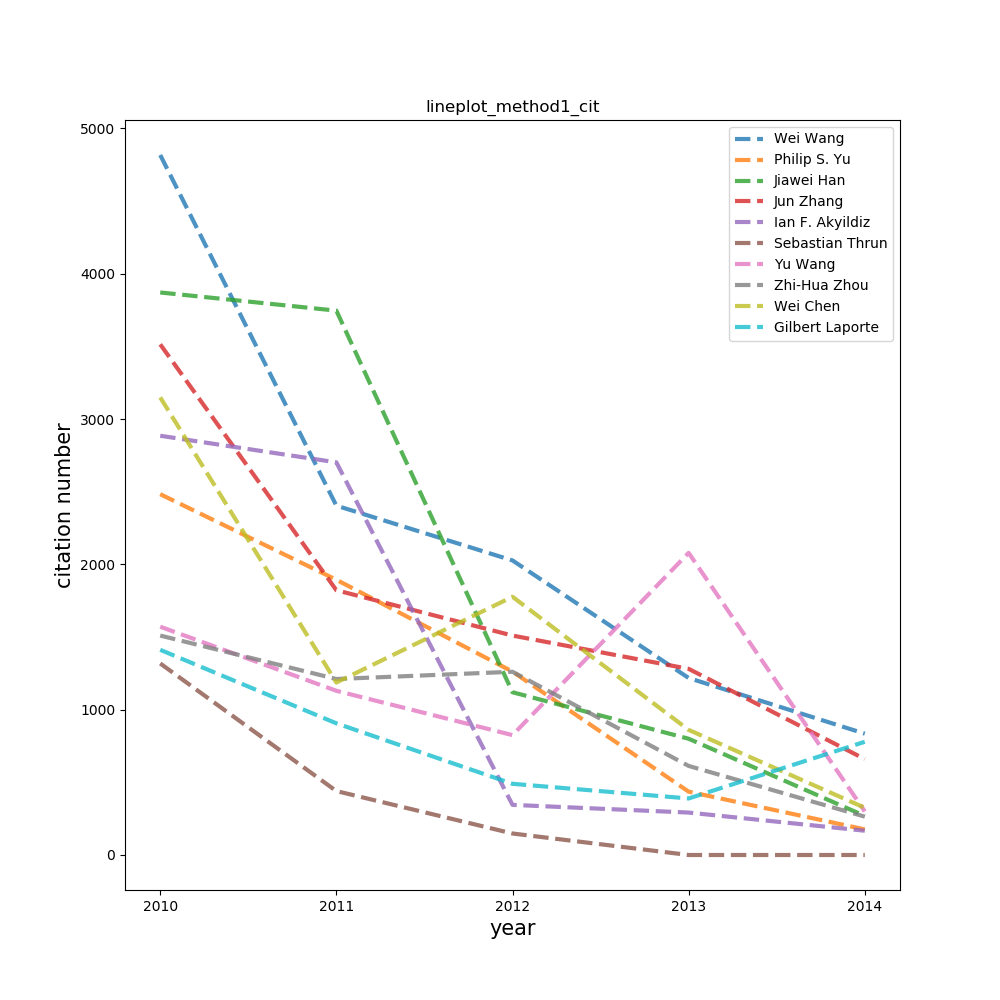 lineplot_method1_cit
5000
4000
3000
2000
1000
0
citation number
Wei Wang
Philip S. Yu
Jiawei Han
Jun Zhang
Ian F. Akyildiz
Sebastian Thrun
Yu Wang
Zhi-Hua Zhou
Wei Chen
Gilbert Laporte
2010 2011 2012 2013 2014
year